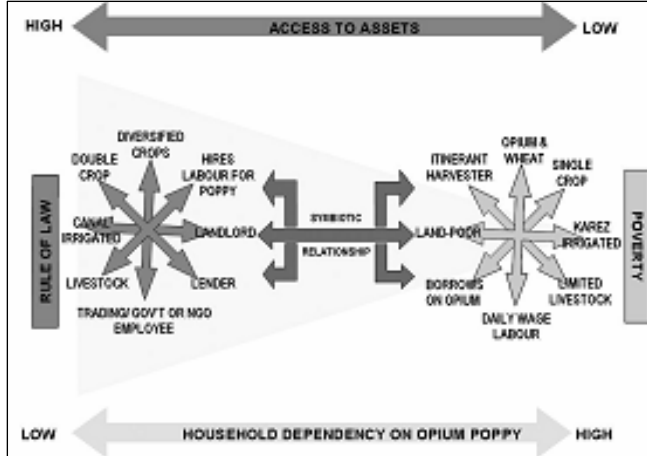 HIGH
ACCESS TO ASSETS
LOW
DIVERSIFIED
CROPS
DOUBLE
CROP
HIRES
LABOUR FOR
POPPY
CANAL
IRRIGATED
LANDLORD
LIVESTOCK
LENDER
TRADING/ GOV'T OR NGO
EMPLOYEE
RULE OF LAW
SYMBIOTIC
RELATIONSHIP
ITINERANT
HARVESTER
OPIUM &
WHEAT
SINGLE
CROP
LAND-POOR
KAREZ
IRRIGATED
BORROWS
ON OPIUM
LIMITED
LIVESTOCK
DAILY WAGE
LABOUR
POVERTY
LOW
HOUSEHOLD DEPENDENCY ON OPIUM POPPY
HIGH